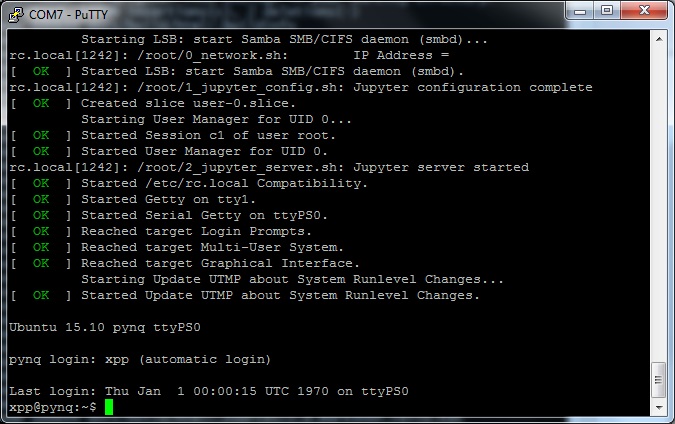 COM7 - PuTTY
         Starting LSB: start Samba SMB/CIFS daemon (smbd)...
rc.local[1242]: /root/0_network.sh:        IP Address =
[  OK  ] Started LSB: start Samba SMB/CIFS daemon (smbd).
rc.local[1242]: /root/1_jupyter_config.sh: Jupyter configuration complete
[  OK  ] Created slice user-0.slice.
         Starting User Manager for UID 0...
[  OK  ] Started Session c1 of user root.
[  OK  ] Started User Manager for UID 0.
rc.local[1242]: /root/2_jupyter_server.sh: Jupyter server started
[  OK  ] Started /etc/rc.local Compatibility.
[  OK  ] Started Getty on tty1.
[  OK  ] Started Serial Getty on ttyPS0.
[  OK  ] Reached target Login Prompts.
[  OK  ] Reached target Multi-User System.
[  OK  ] Reached target Graphical Interface.
         Starting Update UTMP about System Runlevel Changes...
[  OK  ] Started Update UTMP about System Runlevel Changes.
Ubuntu 15.10 pynq ttyPS0
pynq login: xpp (automatic login)
Last login: Thu Jan  1 00:00:15 UTC 1970 on ttyPS0
xpp@pynq:~$